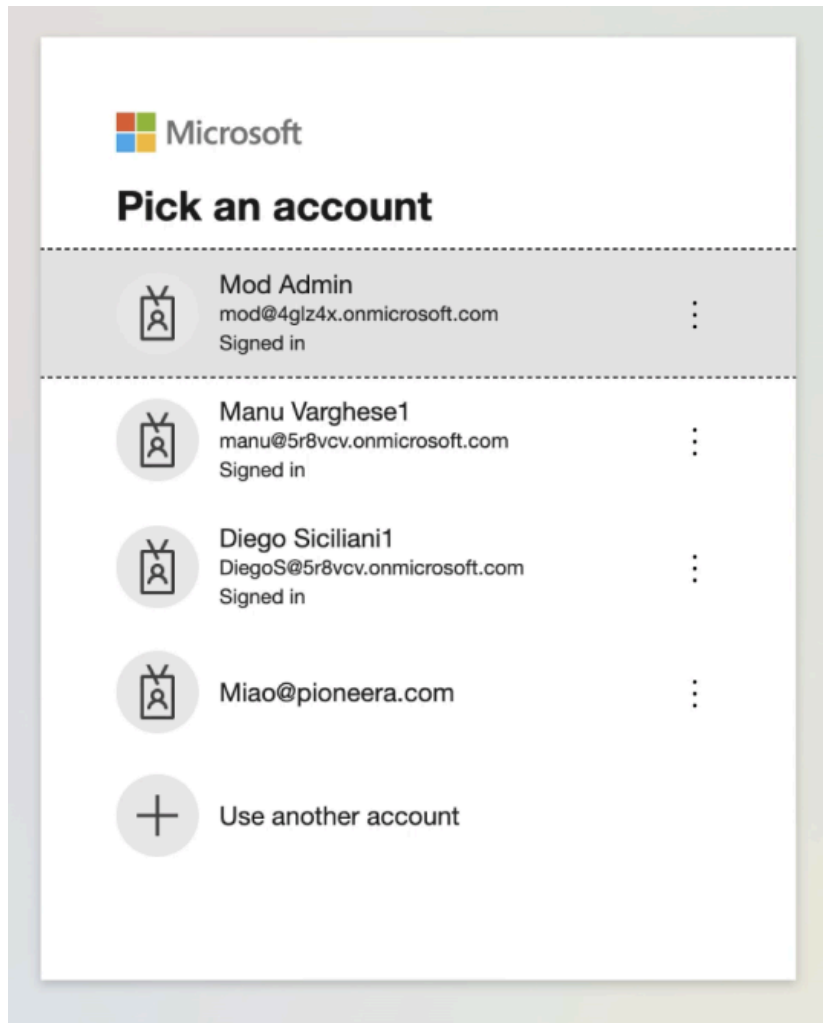 Microsoft
Pick an account
Mod Admin
mod@4glz4x.onmicrosoft.com
Signed in
Manu Varghese1
manu@5r8vcv.onmicrosoft.com
Signed in
Diego Siciliani1
DiegoS@5r8vcv.onmicrosoft.com
Signed in
Miao@pioneera.com
Use another account